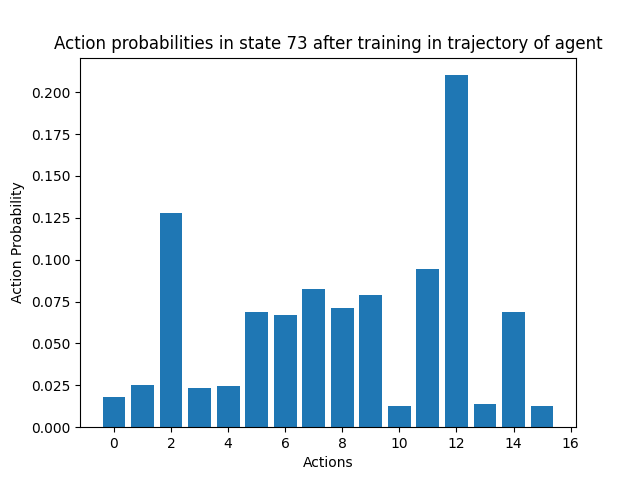 Action probabilities in state 73 after training in trajectory of agent
0.200
0.175
0.150
0.125
0.100
0.075
0.050
0.025
0.000
Action Probability
0 2 4 6 8 10 12 14 16
Actions